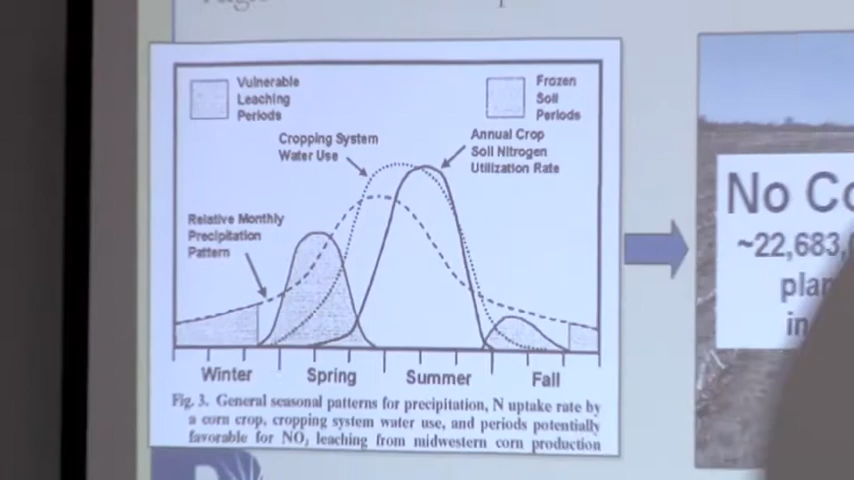 Vulnerable
Leaching
Periods
Frozen
Soil
Periods
Cropping System
Water Use
Annual Crop
Soil Nitrogen
Utilization Rate
Relative Monthly
Precipitation
Pattern
Winter
Spring
Summer
Fall
Fig. 3. General seasonal patterns for precipitation, N uptake rate by
a corn crop, cropping system water use, and periods potentially
favorable for NO₃ leaching from midwestern corn production
No Co
~22,683,
plan
in